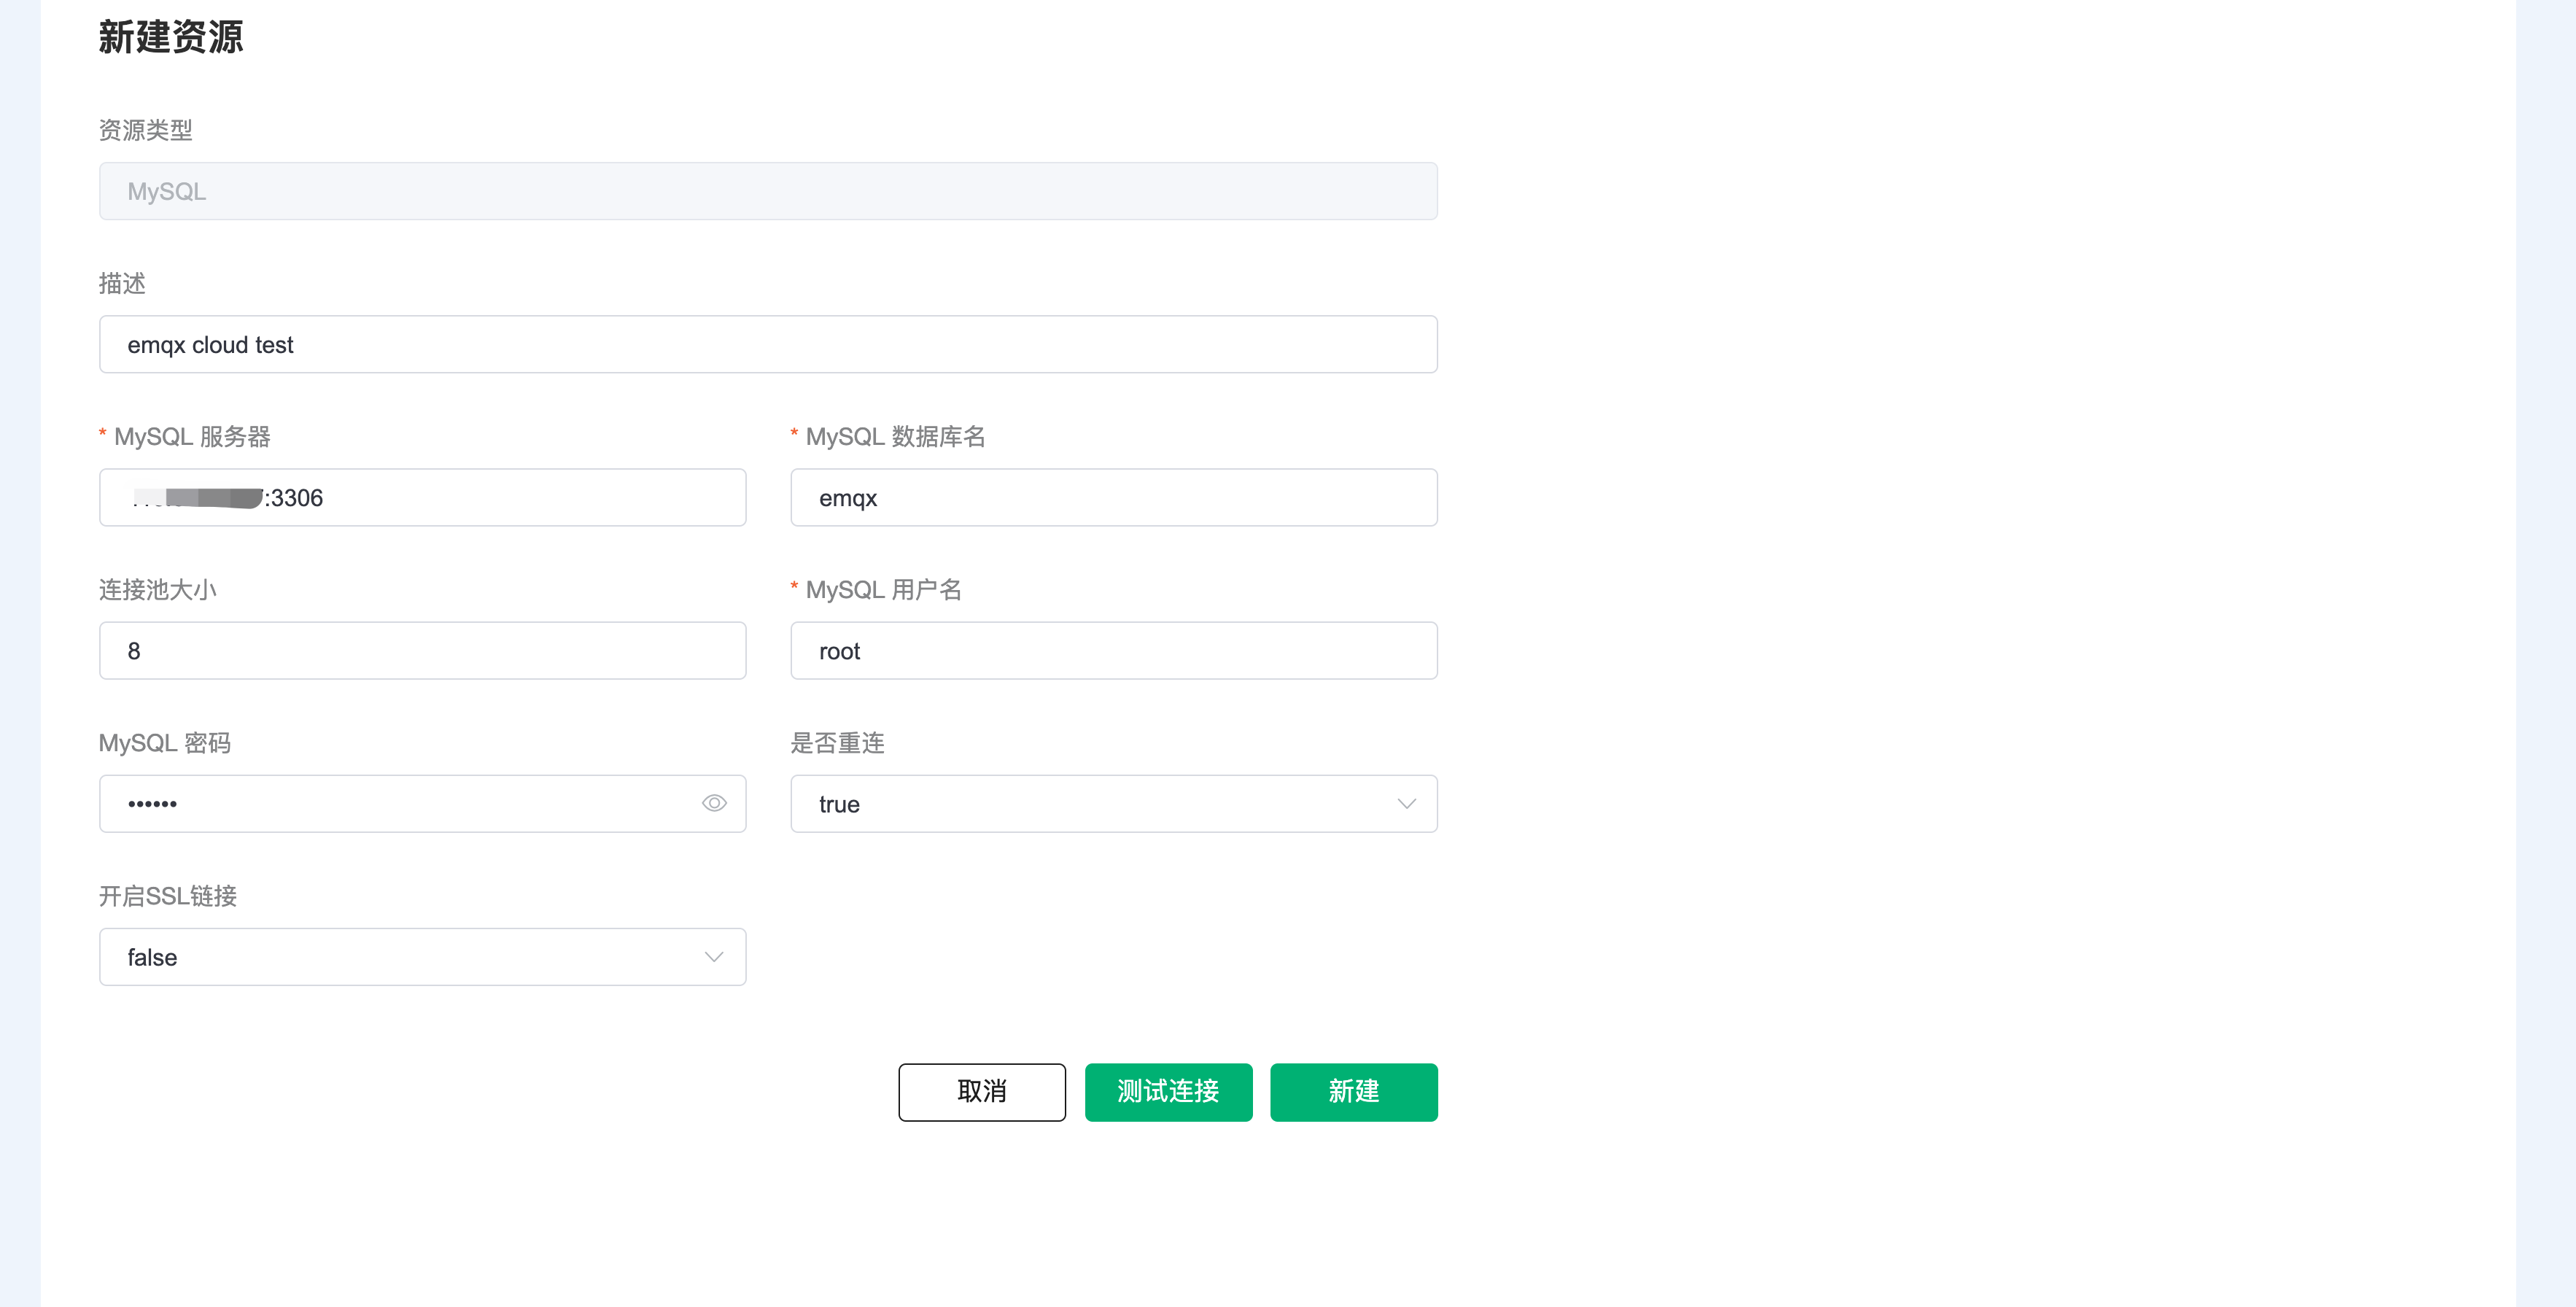 新建资源
资源类型
MySQL
描述
emqx cloud test
* MySQL 服务器
* MySQL 数据库名
:3306
emqx
连接池大小
* MySQL 用户名
8
root
MySQL 密码
是否重连
••••••
true
开启SSL链接
false
取消
测试连接
新建